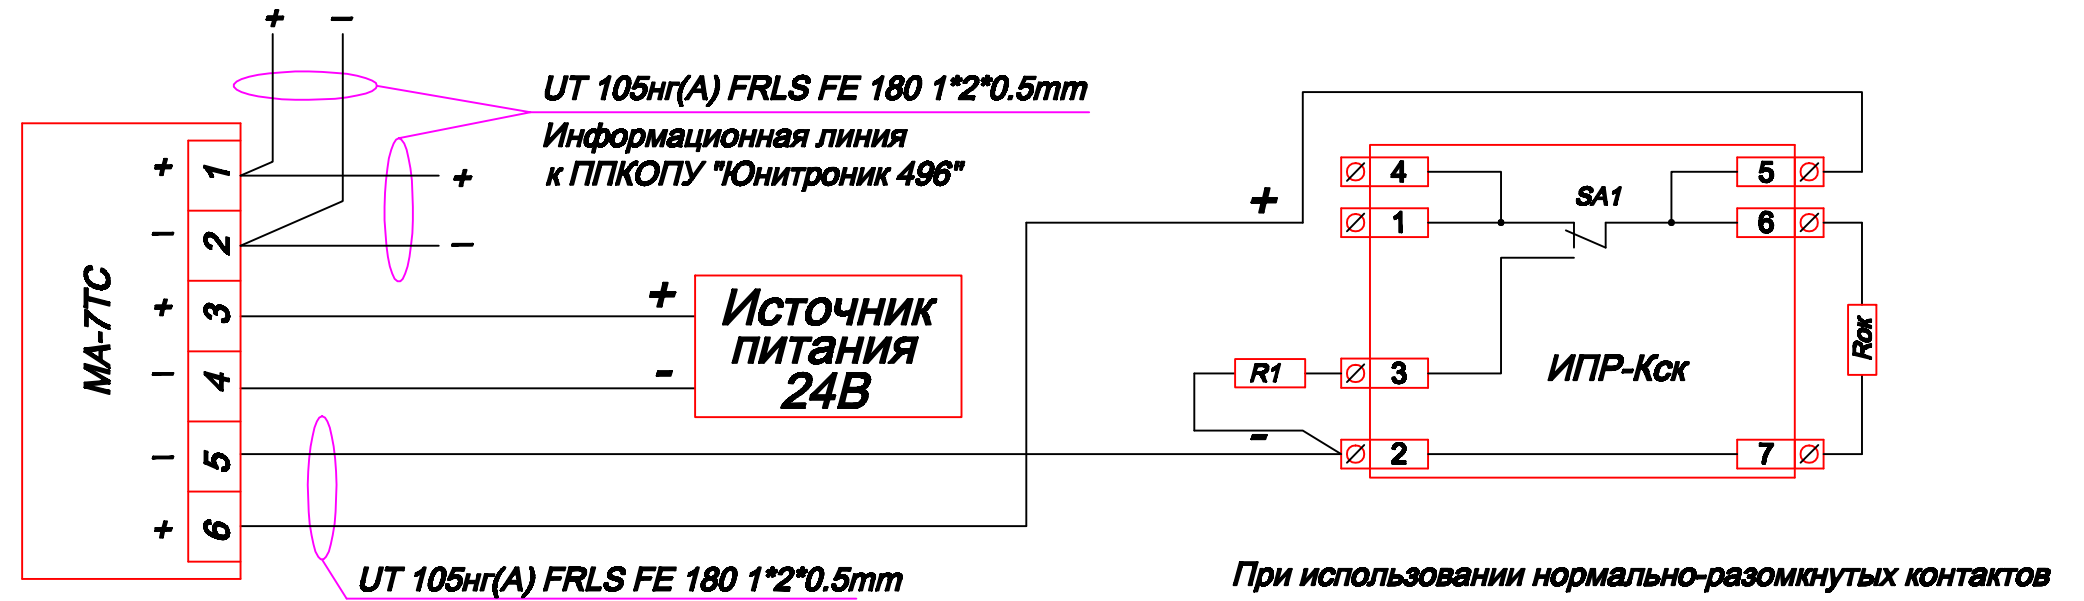 + −
UT 105нг(А) FRLS FE 180 1*2*0.5mm
Информационная линия
к ППКОПУ "Юнитроник 496"
МА-7ТС
+ 1 +
− 2 −
+ 3 +
− 4 -
− 5
+ 6
Источник
питания
24В
UT 105нг(А) FRLS FE 180 1*2*0.5mm
+
-
4 5
SA1
1 6
R1 3
ИПР-Кск
Rок
2 7
При использовании нормально-разомкнутых контактов